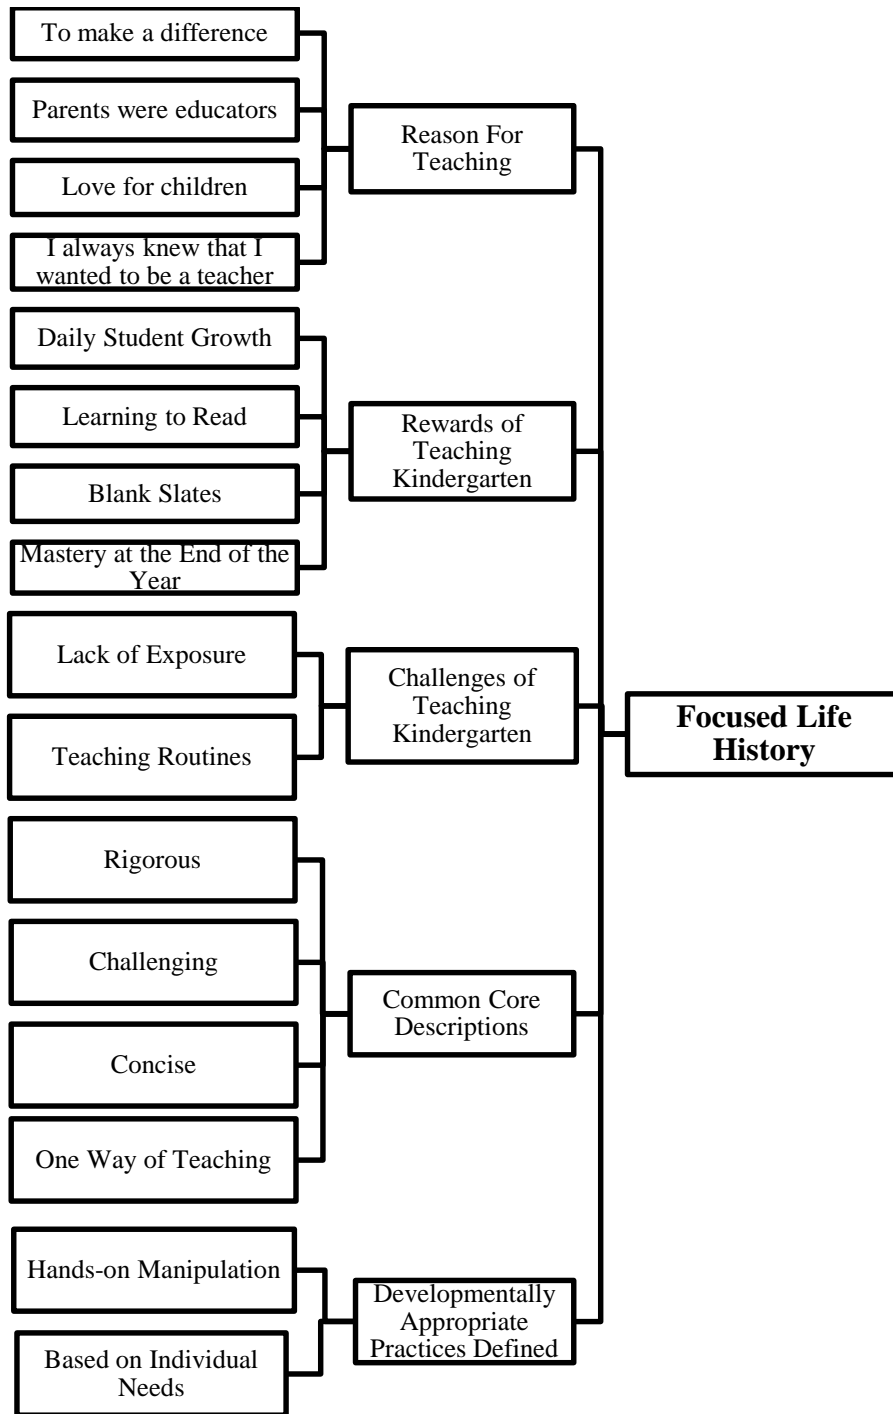 To make a difference
Parents were educators
Love for children
I always knew that I
wanted to be a teacher
Reason For
Teaching
Daily Student Growth
Learning to Read
Blank Slates
Mastery at the End of the
Year
Rewards of
Teaching
Kindergarten
Lack of Exposure
Teaching Routines
Challenges of
Teaching
Kindergarten
Focused Life
History
Rigorous
Challenging
Concise
One Way of Teaching
Common Core
Descriptions
Hands-on Manipulation
Based on Individual
Needs
Developmentally
Appropriate
Practices Defined